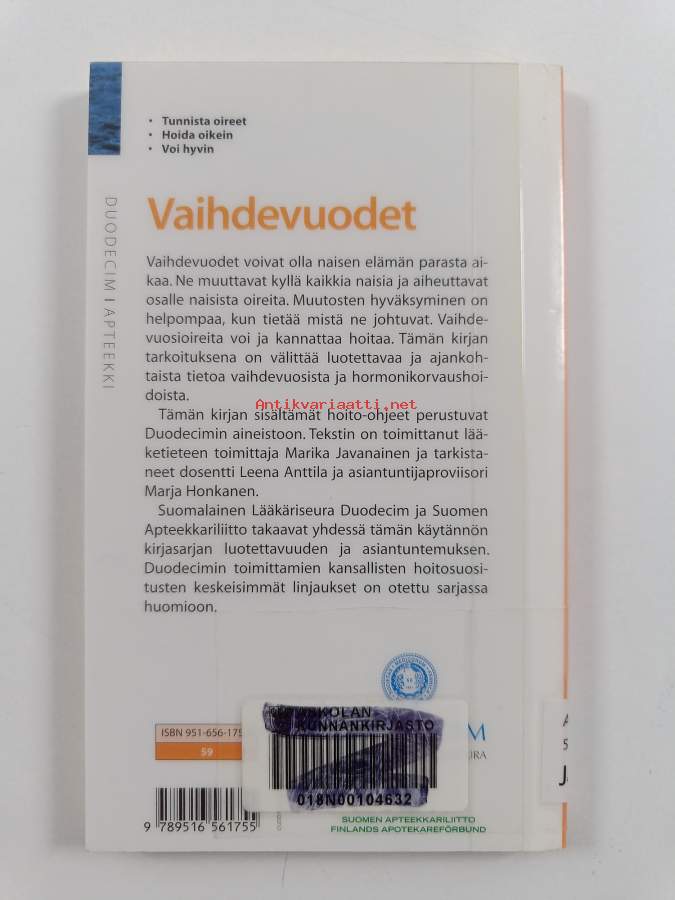 • Tunnista oireet
• Hoida oikein
• Voi hyvin
DUODECIM I APTEEKKI
Vaihdevuodet
Vaihdevuodet voivat olla naisen elämän parasta ai-
kaa. Ne muuttavat kyllä kaikkia naisia ja aiheuttavat
osalle naisista oireita. Muutosten hyväksyminen on
helpompaa, kun tietää mistä ne johtuvat. Vaihde-
vuosioireita voi ja kannattaa hoitaa. Tämän kirjan
tarkoituksena on välittää luotettavaa ja ajankoh-
taista tietoa vaihdevuosista ja hormonikorvaushoi-
doista.
Antikvariaatti.net
Tämän kirjan sisältämät hoito-ohjeet perustuvat
Duodecimin aineistoon. Tekstin on toimittanut lää-
ketieteen toimittaja Marika Javanainen ja tarkista-
neet dosentti Leena Anttila ja asiantuntijaproviisori
Marja Honkanen.
Suomalainen Lääkäriseura Duodecim ja Suomen
Apteekkariliitto takaavat yhdessä tämän käytännön
kirjasarjan luotettavuuden ja asiantuntemuksen.
Duodecimin toimittamien kansallisten hoitosuosi-
tusten keskeisimmät linjaukset on otettu sarjassa
huomioon.
ISBN 951-656-175
59
ASKOLAN
KUNNANKIRJASTO
M
URA
018N00104632
9 789516 561755
SUOMEN APTEEKKARILIITTO
FINLANDS APOTEKAREFÖRBUND
A
5
J